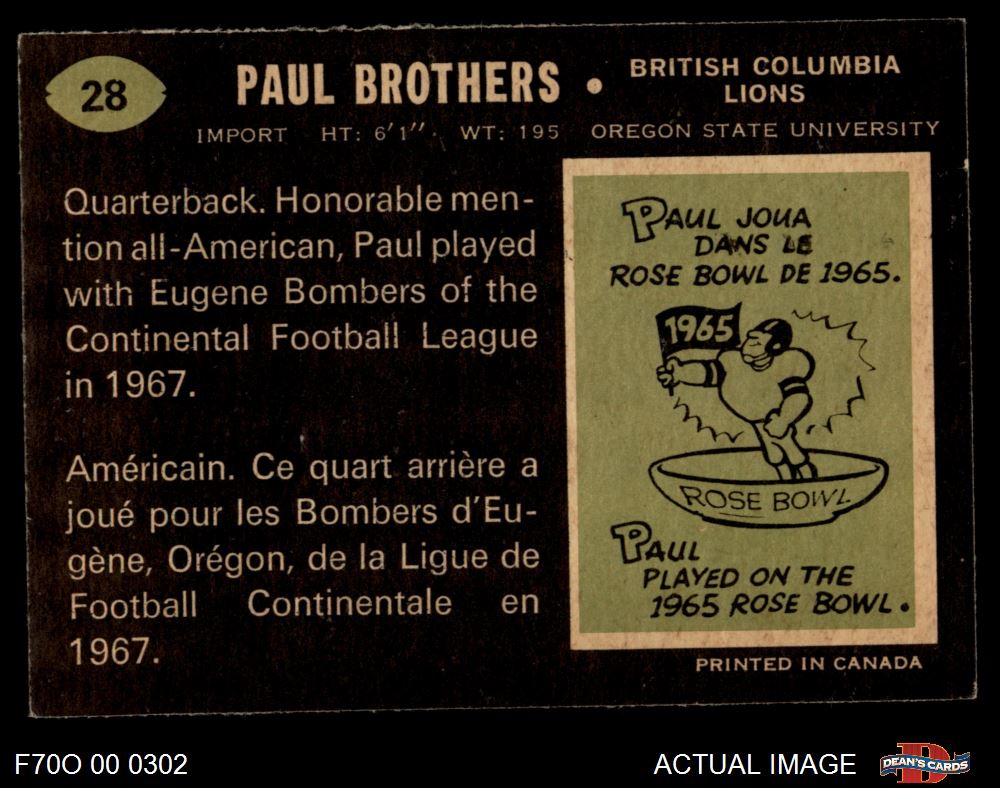 28
PAUL BROTHERS •
BRITISH COLUMBIA
LIONS
IMPORT HT: 6'1" WT: 195 OREGON STATE UNIVERSITY
Quarterback. Honorable men-
tion all-American, Paul played
with Eugene Bombers of the
Continental Football League
in 1967.
Américain. Ce quart arrière a
joué pour les Bombers d'Eu-
gène, Orégon, de la Ligue de
Football Continentale en
1967.
PAUL JOUA
DANS LE
ROSE BOWL DE 1965.
1965
ROSE BOWL
PAUL
PLAYED ON THE
1965 ROSE BOWL.
PRINTED IN CANADA
F70O 00 0302
ACTUAL IMAGE
DEAN'S CARDS